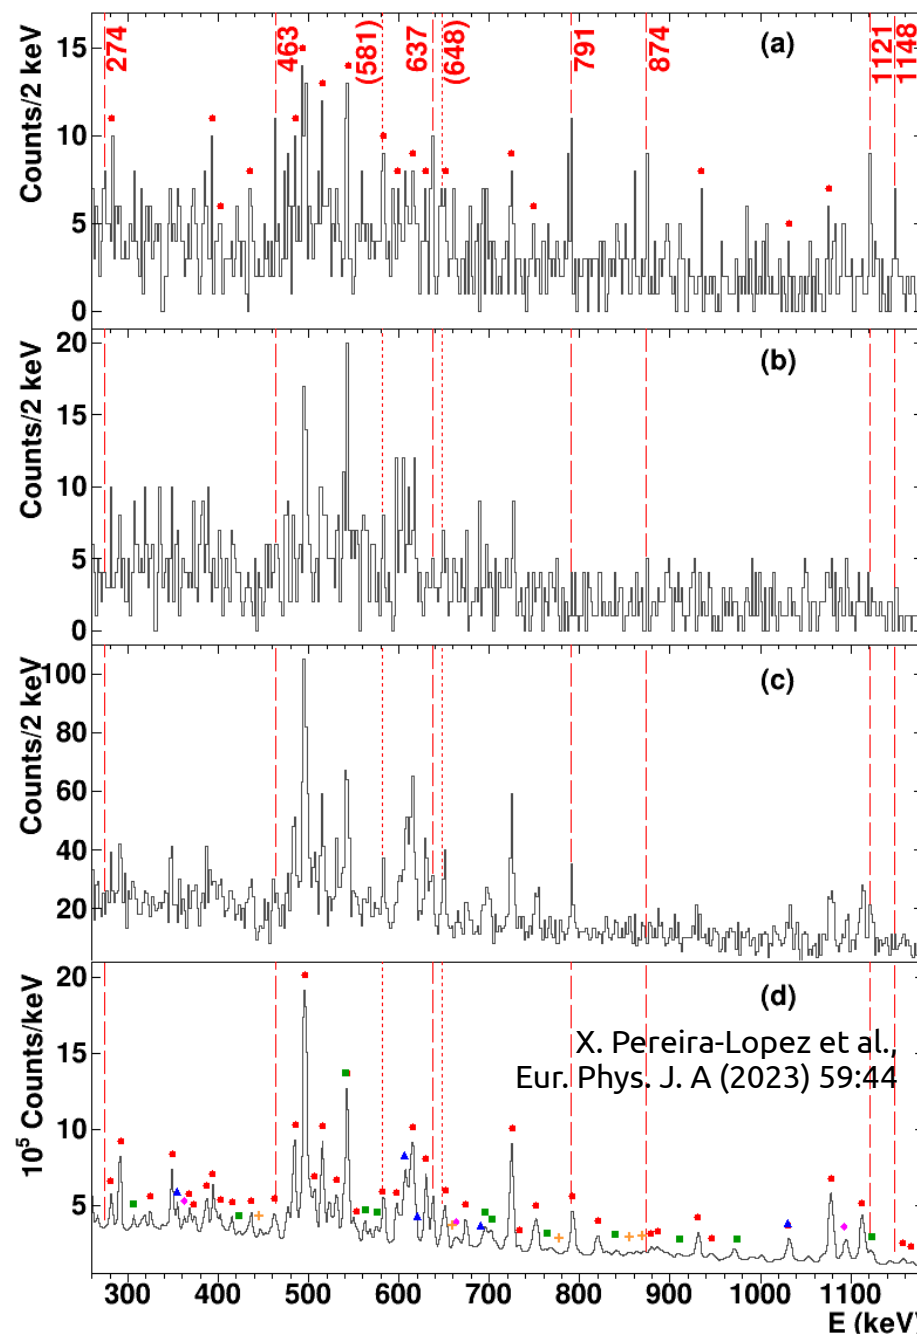 274 463 (581) 637 (648) 791 874 1121 1148
(a)
Counts/2 keV
15
10
5
0
(b)
Counts/2 keV
20
15
10
5
0
(c)
Counts/2 keV
100
80
60
40
20
(d)
X. Pereira-Lopez et al.,
Eur. Phys. J. A (2023) 59:44
10⁵ Counts/keV
20
15
10
5
300 400 500 600 700 800 900 1000 1100
E (keV)